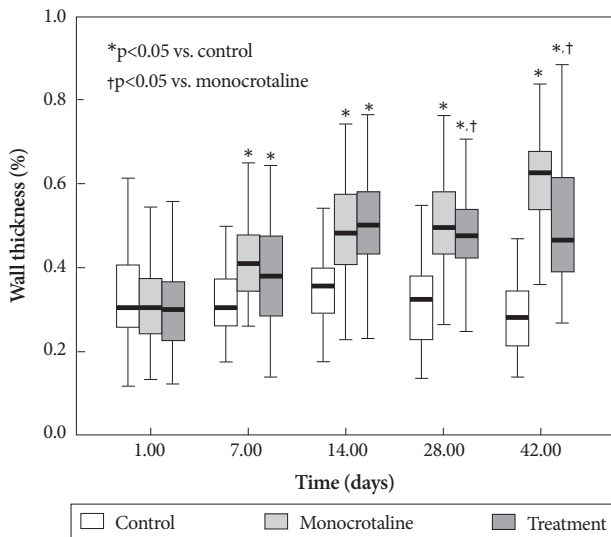 1.0
*p<0.05 vs. control
†p<0.05 vs. monocrotaline
*,†
*
0.8
* *
*
*,†
* *
0.6
Wall thickness (%)
0.4
0.2
0.0
1.00 7.00 14.00 28.00 42.00
Time (days)
Control Monocrotaline Treatment